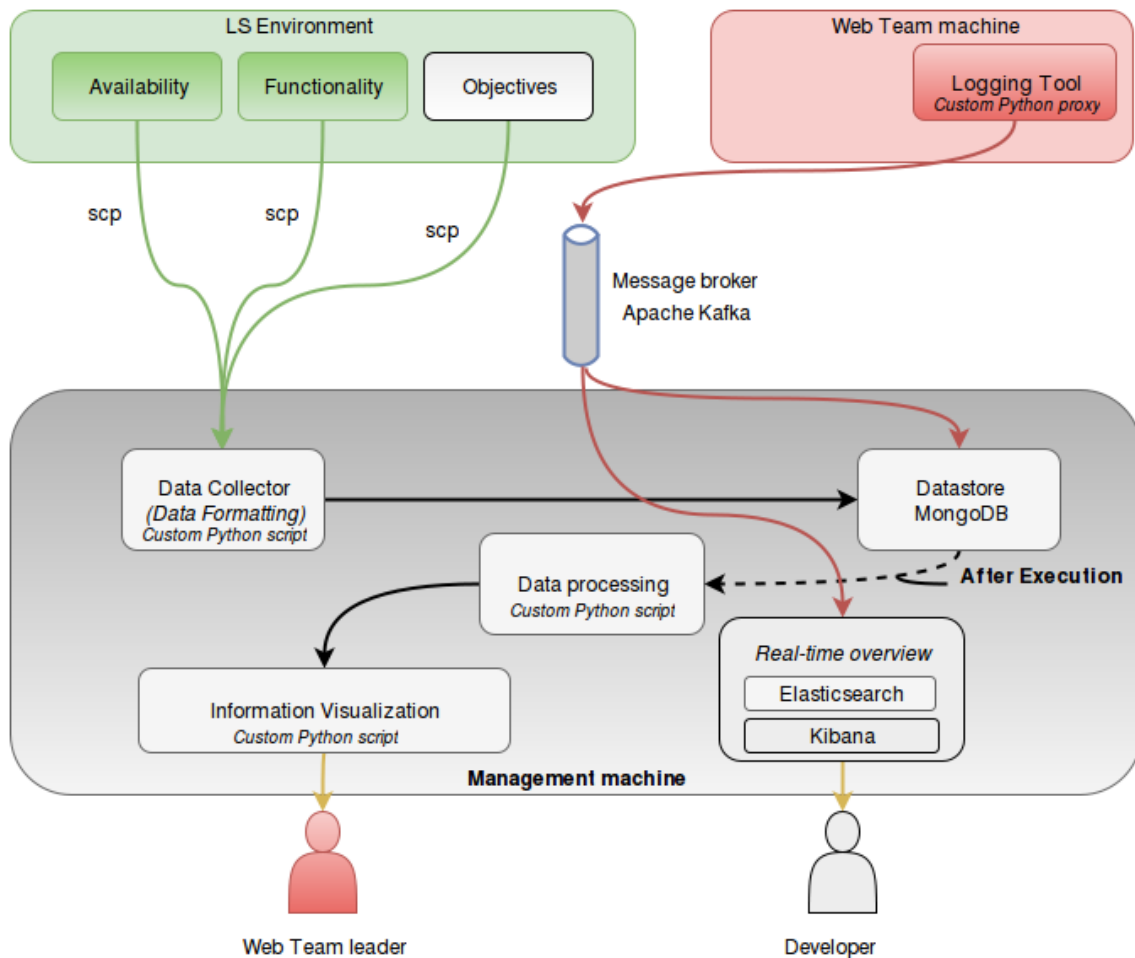 LS Environment
Web Team machine
Availability
Functionality
Objectives
Logging Tool
Custom Python proxy
scp
scp
scp
Message broker
Apache Kafka
Data Collector
(Data Formatting)
Custom Python script
Datastore
MongoDB
Data processing
Custom Python script
After Execution
Real-time overview
Elasticsearch
Kibana
Information Visualization
Custom Python script
Management machine
Web Team leader
Developer